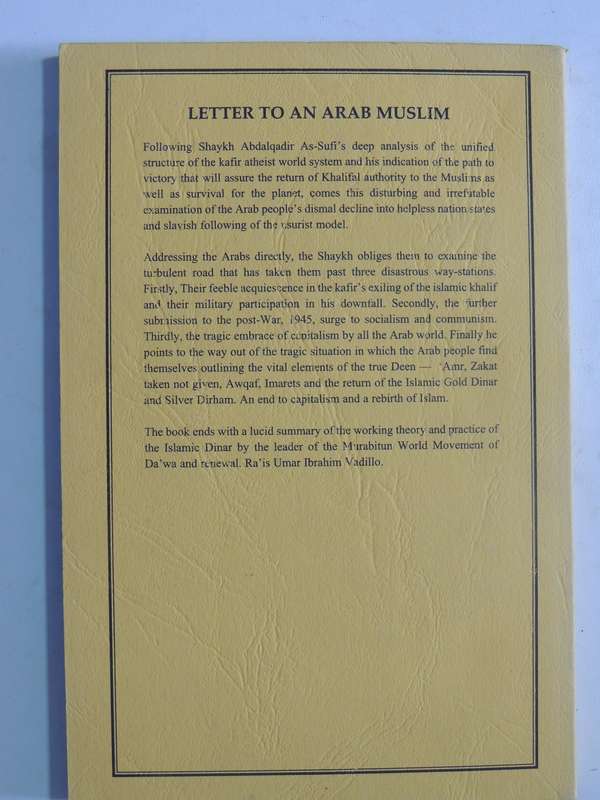 LETTER TO AN ARAB MUSLIM
Following Shaykh Abdalqadir As-Sufi's deep analysis of the unified
structure of the kafir atheist world system and his indication of the path to
victory that will assure the return of Khalifal authority to the Muslims as
well as survival for the planet, comes this disturbing and irrefutable
examination of the Arab people's dismal decline into helpless nation states
and slavish following of the usurist model.
Addressing the Arabs directly, the Shaykh obliges them to examine the
turbulent road that has taken them past three disastrous way-stations.
Firstly, Their feeble acquiescence in the kafir's exiling of the islamic khalif
and their military participation in his downfall. Secondly, the further
submission to the post-War, 1945, surge to socialism and communism.
Thirdly, the tragic embrace of capitalism by all the Arab world. Finally he
points to the way out of the tragic situation in which the Arab people find
themselves outlining the vital elements of the true Deen — 'Amr, Zakat
taken not given, Awqaf, Imarets and the return of the Islamic Gold Dinar
and Silver Dirham. An end to capitalism and a rebirth of Islam.
The book ends with a lucid summary of the working theory and practice of
the Islamic Dinar by the leader of the Murabitun World Movement of
Da'wa and renewal. Ra'is Umar Ibrahim Vadillo.